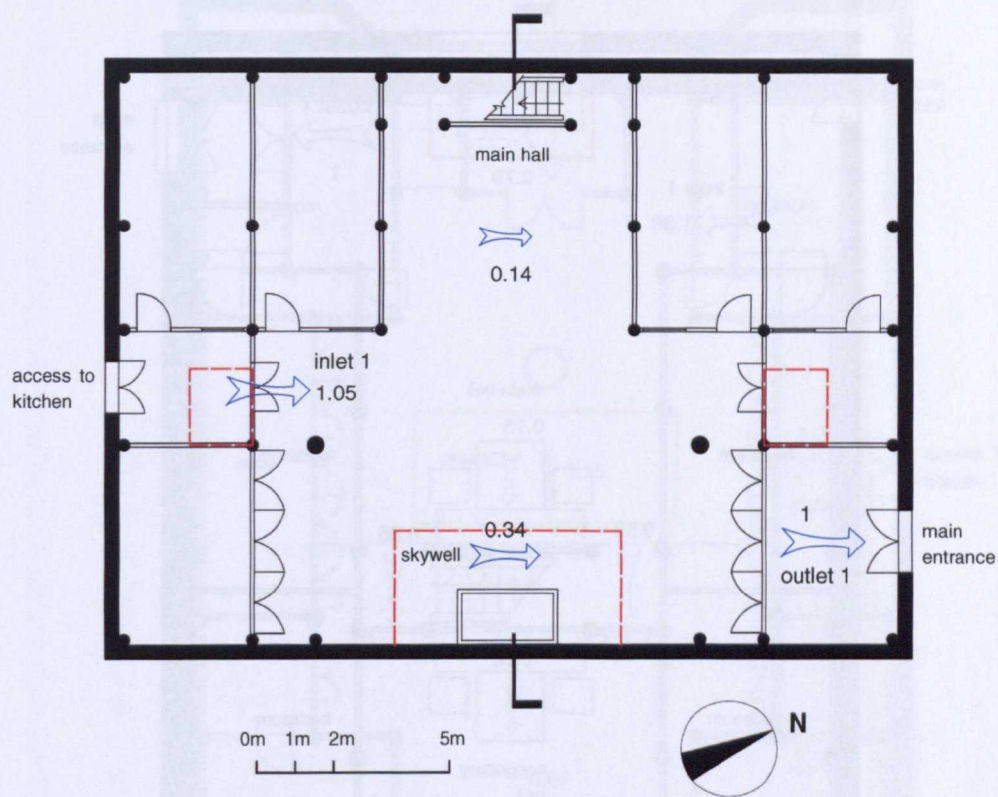 main hall
0.14
inlet 1
1.05
access to
kitchen
0.34
skywell
1
outlet 1
main
entrance
0m 1m 2m 5m
N